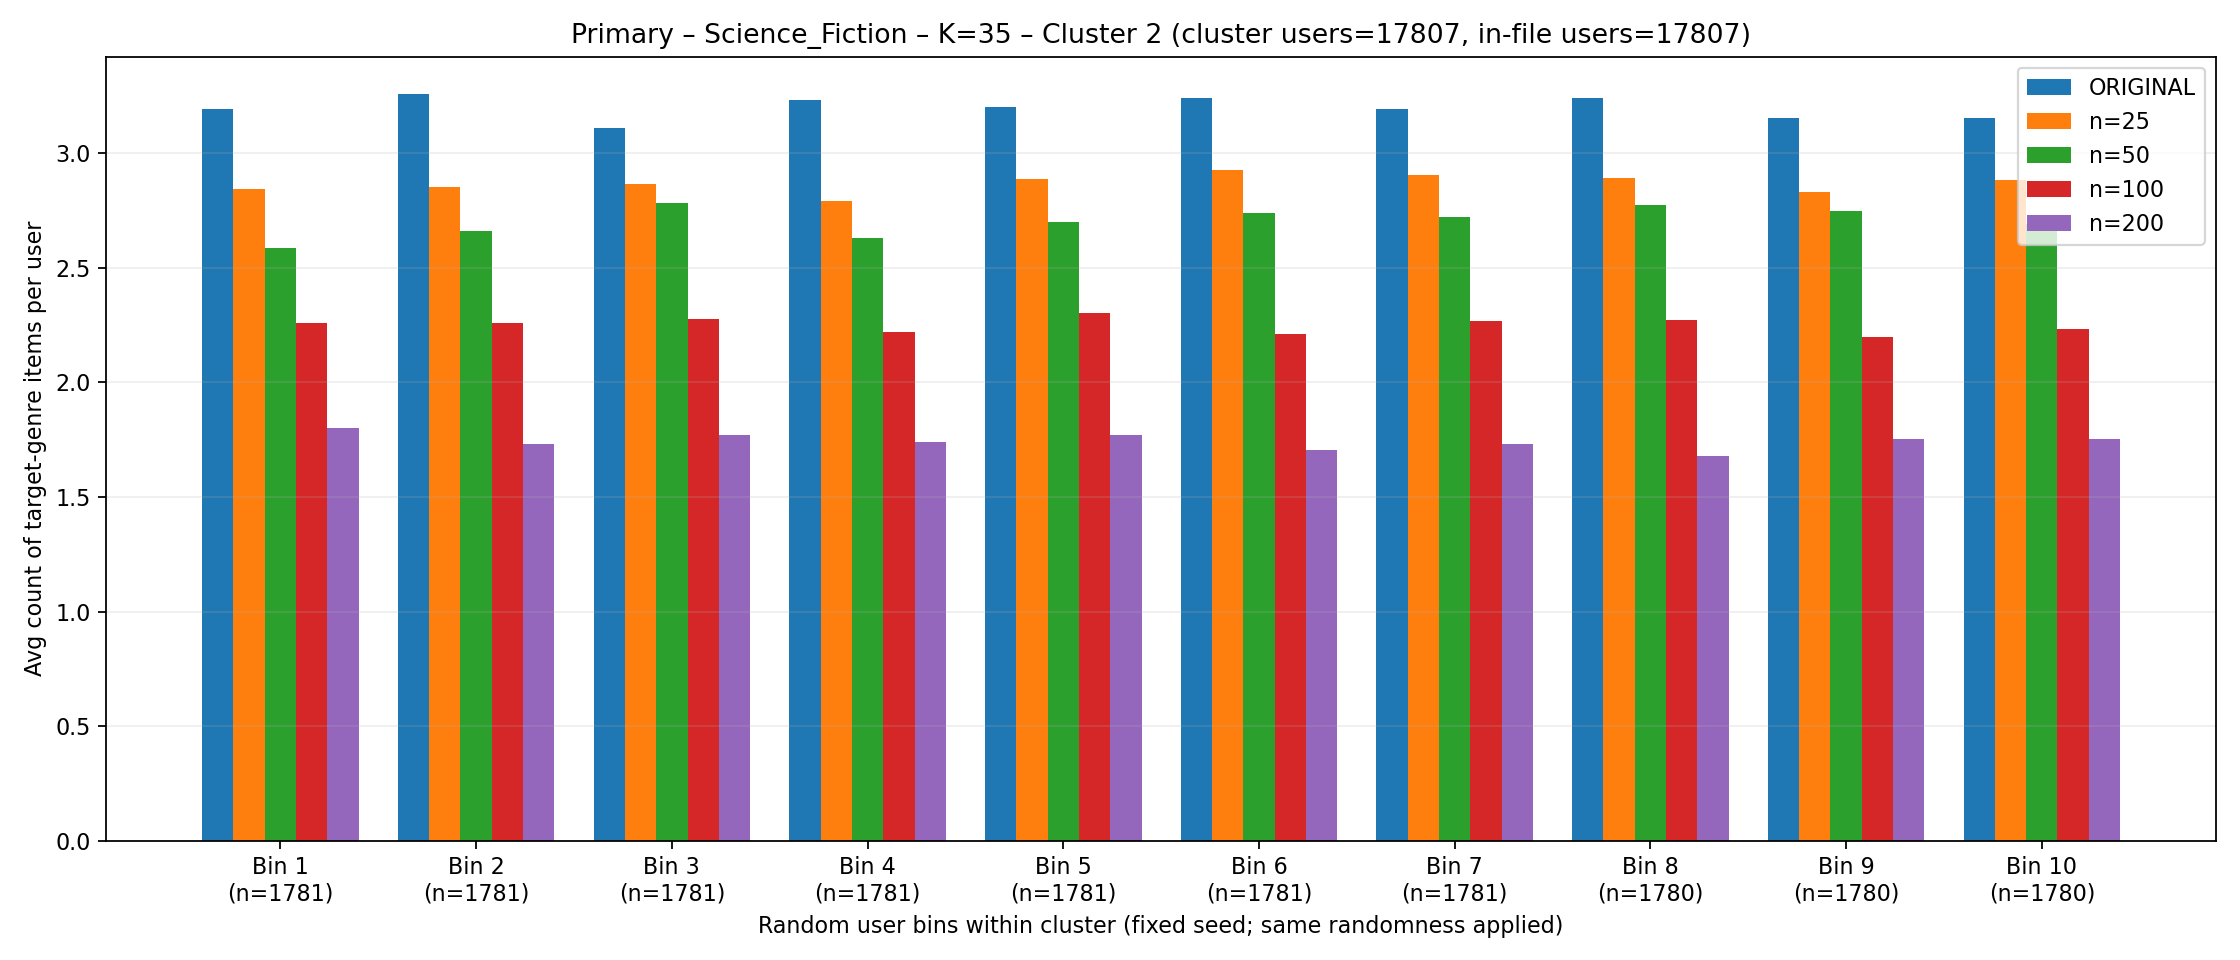 Primary – Science_Fiction – K=35 – Cluster 2 (cluster users=17807, in-file users=17807)
ORIGINAL
n=25
n=50
n=100
n=200
Avg count of target-genre items per user
3.0
2.5
2.0
1.5
1.0
0.5
0.0
Bin 1
(n=1781)
Bin 2
(n=1781)
Bin 3
(n=1781)
Bin 4
(n=1781)
Bin 5
(n=1781)
Bin 6
(n=1781)
Bin 7
(n=1781)
Bin 8
(n=1780)
Bin 9
(n=1780)
Bin 10
(n=1780)
Random user bins within cluster (fixed seed; same randomness applied)